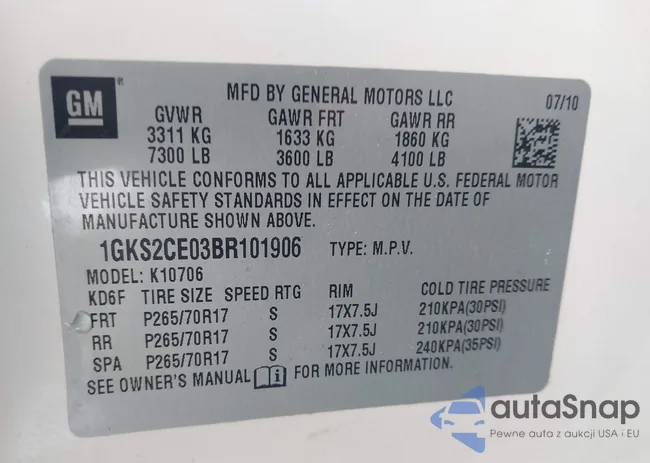 GM®
MFD BY GENERAL MOTORS LLC 07/10
GVWR GAWR FRT GAWR RR
3311 KG 1633 KG 1860 KG
7300 LB 3600 LB 4100 LB
THIS VEHICLE CONFORMS TO ALL APPLICABLE U.S. FEDERAL MOTOR
VEHICLE SAFETY STANDARDS IN EFFECT ON THE DATE OF
MANUFACTURE SHOWN ABOVE.
1GKS2CE03BR101906 TYPE: M.P.V.
MODEL: K10706
KD6F TIRE SIZE SPEED RTG RIM COLD TIRE PRESSURE
FRT P265/70R17 S 17X7.5J 210KPA(30PSI)
RR P265/70R17 S 17X7.5J 210KPA(30PSI)
SPA P265/70R17 S 17X7.5J 240KPA(35PSI)
SEE OWNER'S MANUAL i FOR MORE INFORMATION.
autaSnap
Pewne auta z aukcji USA i EU